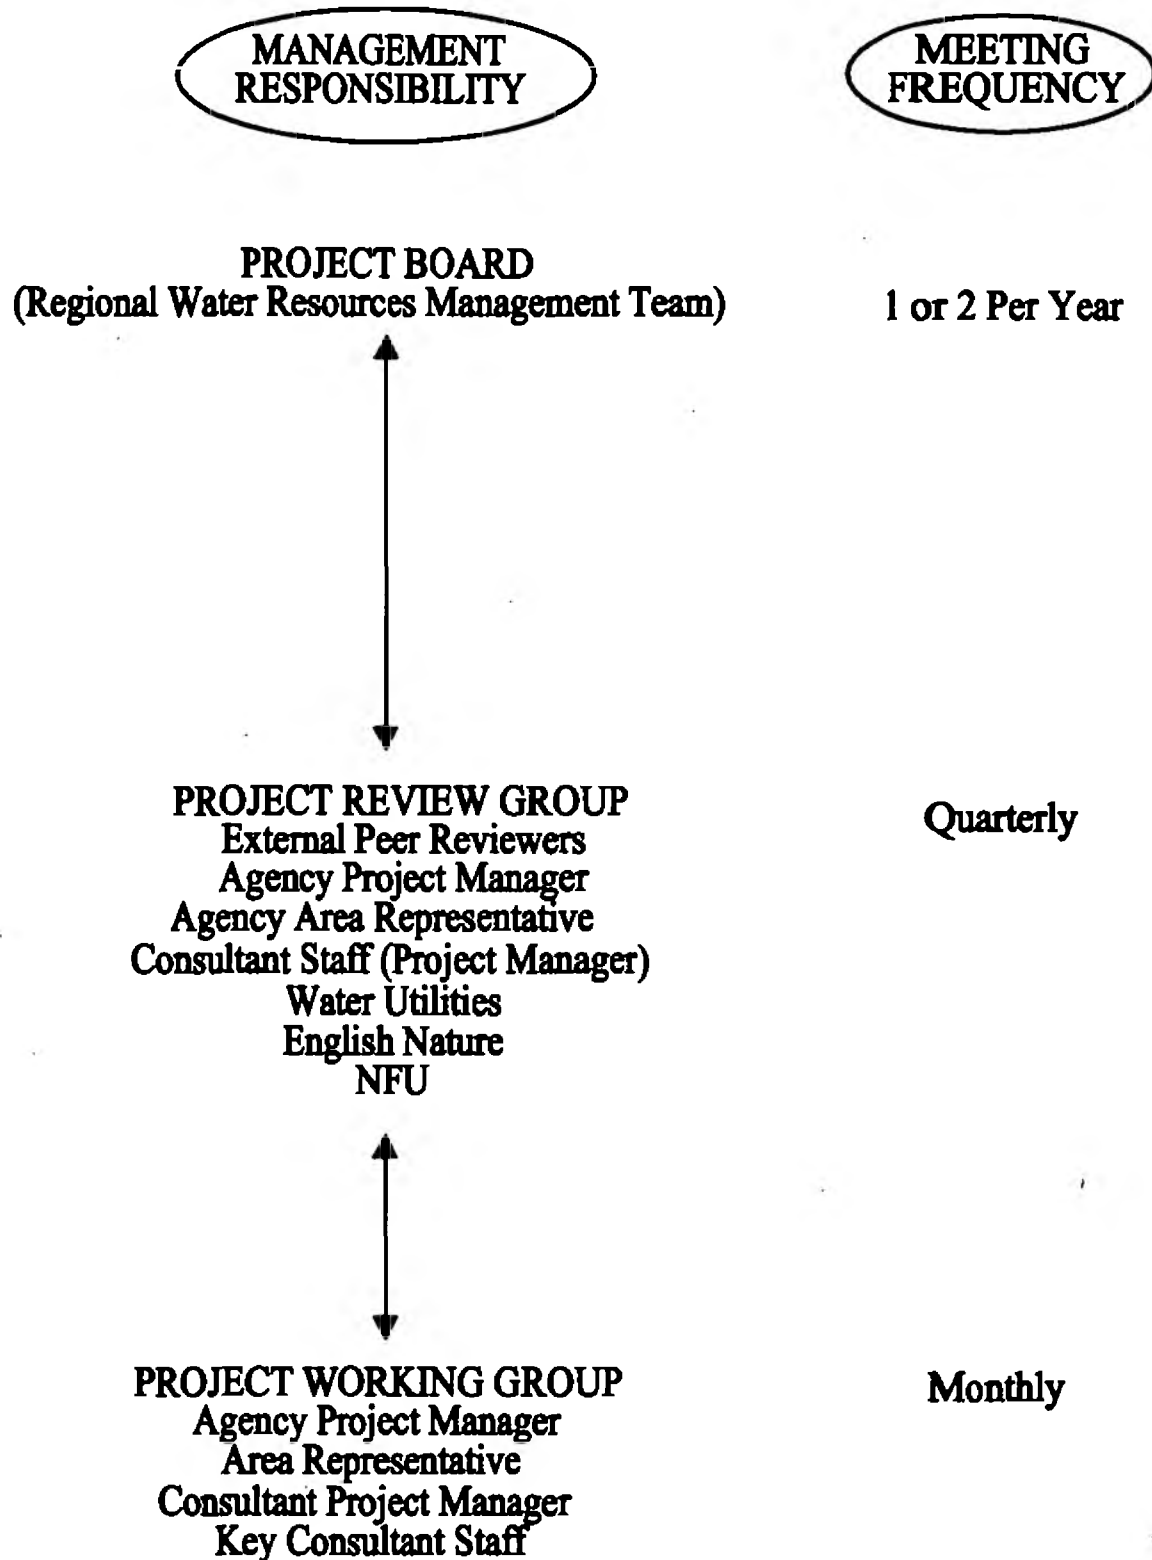 MANAGEMENT
RESPONSIBILITY
MEETING
FREQUENCY
PROJECT BOARD
(Regional Water Resources Management Team)
1 or 2 Per Year
PROJECT REVIEW GROUP
External Peer Reviewers
Agency Project Manager
Agency Area Representative
Consultant Staff (Project Manager)
Water Utilities
English Nature
NFU
Quarterly
PROJECT WORKING GROUP
Agency Project Manager
Area Representative
Consultant Project Manager
Key Consultant Staff
Monthly